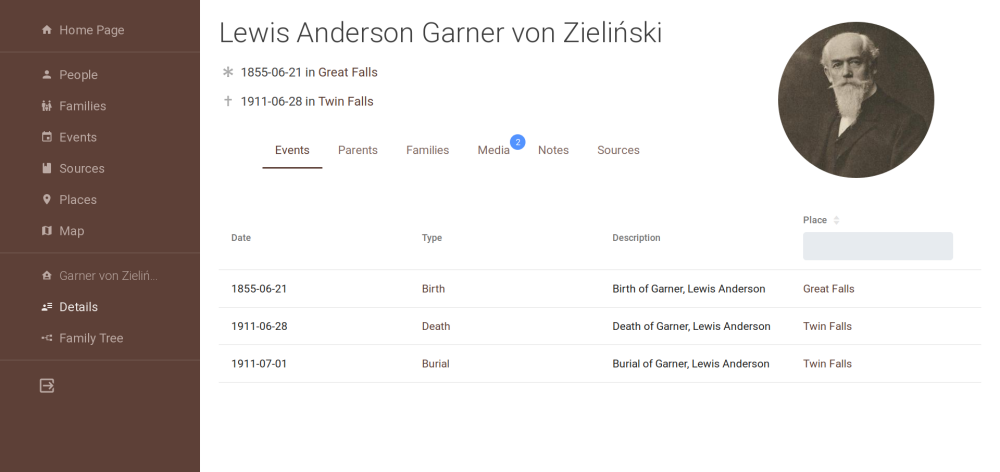 Home Page
People
Families
Events
Sources
Places
Map
Garner von Zieliń...
Details
Family Tree
Lewis Anderson Garner von Zieliński
1855-06-21 in Great Falls
1911-06-28 in Twin Falls
Events Parents Families Media 2 Notes Sources
Date Type Description Place
1855-06-21 Birth Birth of Garner, Lewis Anderson Great Falls
1911-06-28 Death Death of Garner, Lewis Anderson Twin Falls
1911-07-01 Burial Burial of Garner, Lewis Anderson Twin Falls